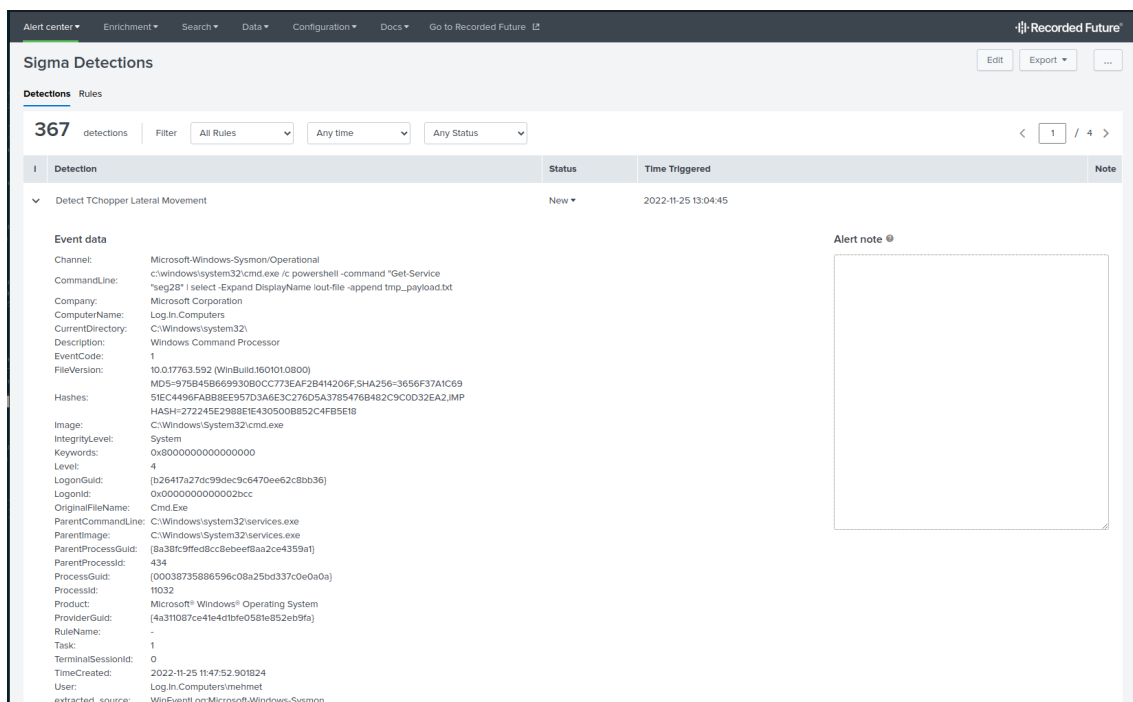 Alert center Enrichment Search Data Configuration Docs Go to Recorded Future Recorded Future®
Sigma Detections Edit Export ...
Detections Rules
367 detections Filter All Rules Any time Any Status 1 / 4
I Detection Status Time Triggered Note
Detect TChopper Lateral Movement New 2022-11-25 13:04:45
Event data Alert note
Channel: Microsoft-Windows-Sysmon/Operational
CommandLine: c:\windows\system32\cmd.exe /c powershell -command "Get-Service
"seg28" | select -Expand DisplayName |out-file -append tmp_payload.txt
Company: Microsoft Corporation
ComputerName: Log.In.Computers
CurrentDirectory: C:\Windows\system32\
Description: Windows Command Processor
EventCode: 1
FileVersion: 10.0.17763.592 (WinBuild.160101.0800)
Hashes: MD5=975B45B669930B0CC773EAF2B414206F,SHA256=3656F37A1C69
51EC4496FABB8EE957D3A6E3C276D5A3785476B482C9C0D32EA2,IMP
HASH=272245E2988E1E430500B852C4FB5E18
Image: C:\Windows\System32\cmd.exe
IntegrityLevel: System
Keywords: 0x8000000000000000
Level: 4
LogonGuid: {b26417a27dc99dec9c6470ee62c8bb36}
LogonId: 0x0000000000002bcc
OriginalFileName: Cmd.Exe
ParentCommandLine: C:\Windows\system32\services.exe
ParentImage: C:\Windows\System32\services.exe
ParentProcessGuid: {8a38fc9ffed8cc8ebeef8aa2ce4359a1}
ParentProcessId: 434
ProcessGuid: {00038735886596c08a25bd337c0e0a0a}
ProcessId: 11032
Product: Microsoft® Windows® Operating System
ProviderGuid: {4a311087ce41e4d1bfe0581e852eb9fa}
RuleName: -
Task: 1
TerminalSessionId: 0
TimeCreated: 2022-11-25 11:47:52.901824
User: Log.In.Computers\mehmet
extracted_source: WinEventLog:Microsoft-Windows-Sysmon